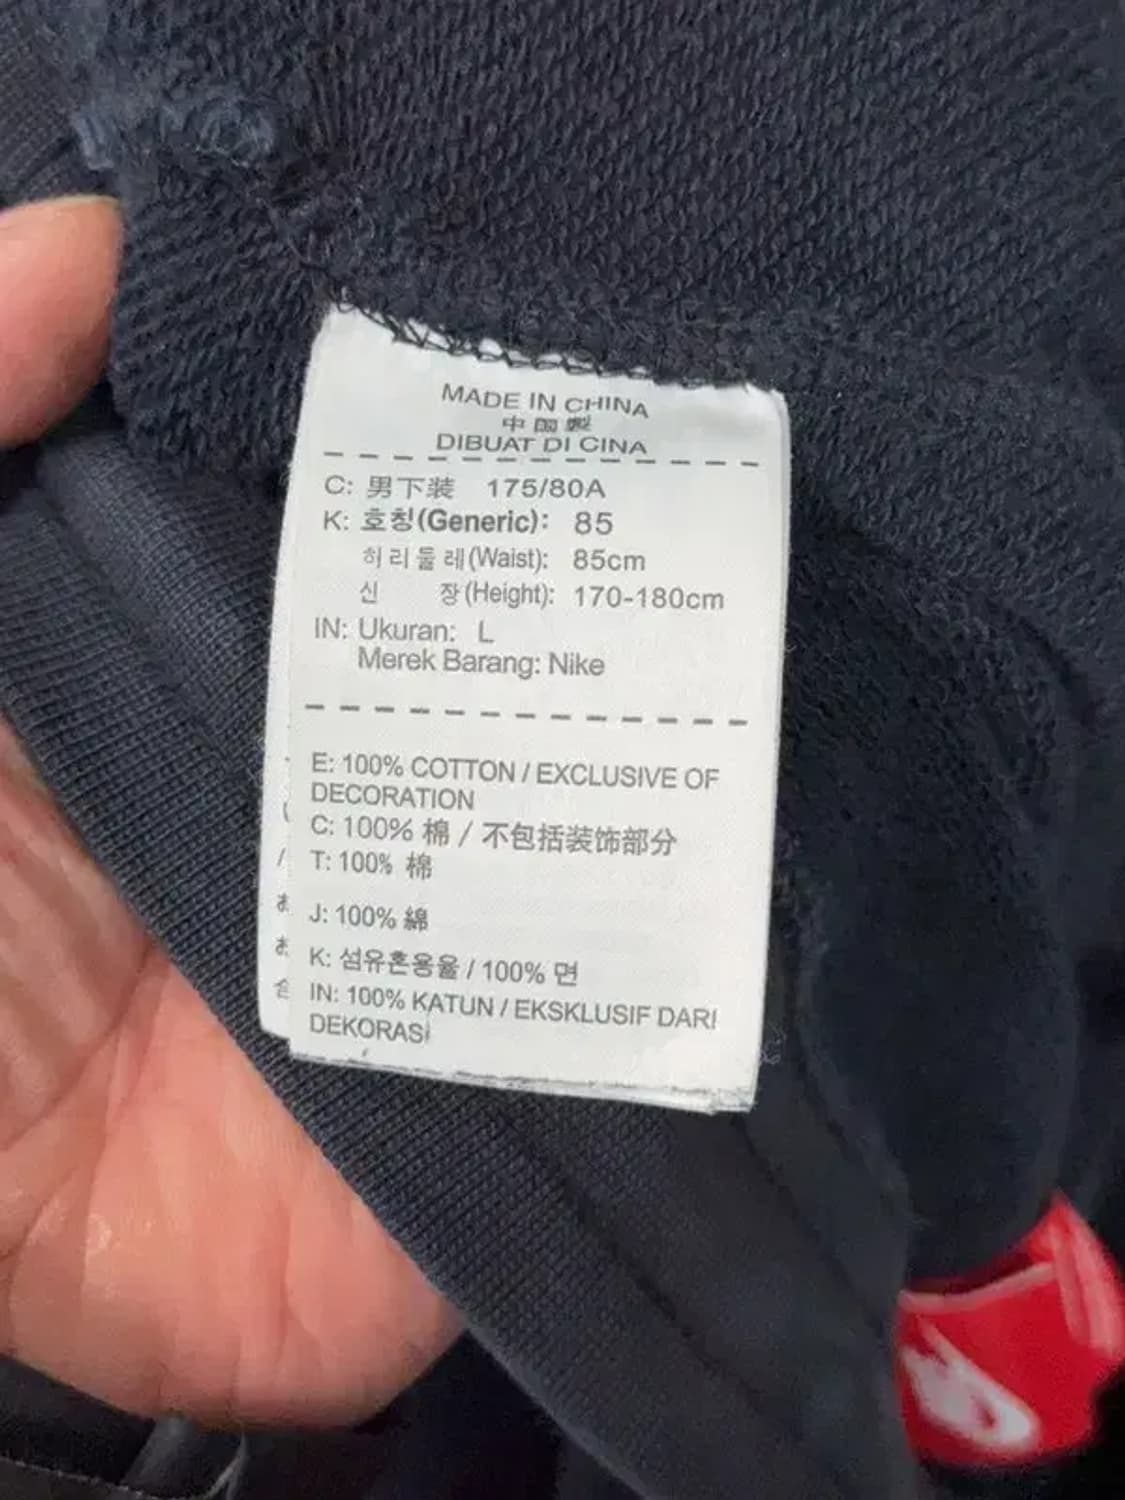 MADE IN CHINA
中國製
DIBUAT DI CINA
C: 男下装 175/80A
K: 호칭(Generic): 85
허리둘레(Waist): 85cm
신 장(Height): 170-180cm
IN: Ukuran: L
Merek Barang: Nike
E: 100% COTTON / EXCLUSIVE OF
DECORATION
C: 100% 棉 / 不包括装饰部分
T: 100% 棉
J: 100% 綿
K: 섬유혼용율 / 100% 면
IN: 100% KATUN / EKSKLUSIF DARI
DEKORASI